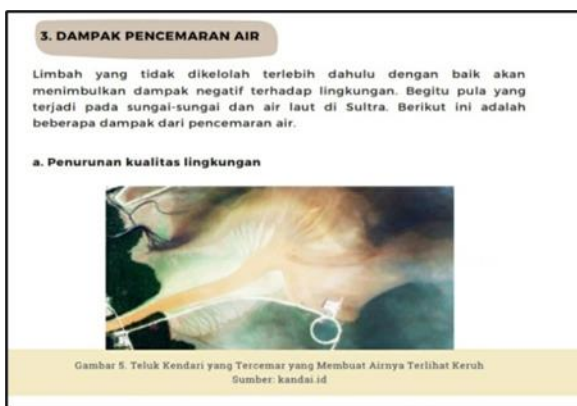 3. DAMPAK PENCEMARAN AIR
Limbah yang tidak dikelolah terlebih dahulu dengan baik akan
menimbulkan dampak negatif terhadap lingkungan. Begitu pula yang
terjadi pada sungai-sungai dan air laut di Sultra. Berikut ini adalah
beberapa dampak dari pencemaran air.
a. Penurunan kualitas lingkungan
Gambar 5. Teluk Kendari yang Tercemar yang Membuat Airnya Terlihat Keruh
Sumber: kandai.id